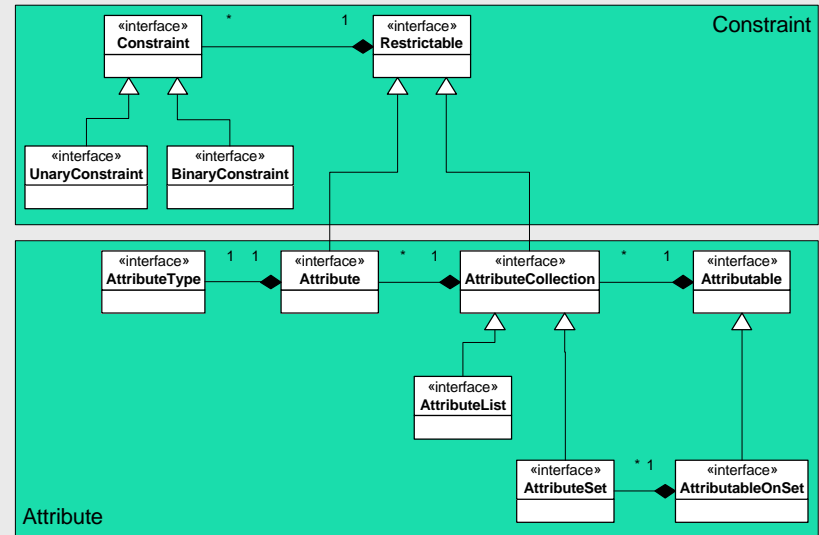 Constraint
«interface»
Constraint
*
1
«interface»
Restrictable
«interface»
UnaryConstraint
«interface»
BinaryConstraint
«interface»
AttributeType
1 1
«interface»
Attribute
*
1
«interface»
AttributeCollection
*
1
«interface»
Attributable
«interface»
AttributeList
«interface»
AttributeSet
* 1
«interface»
AttributableOnSet
Attribute